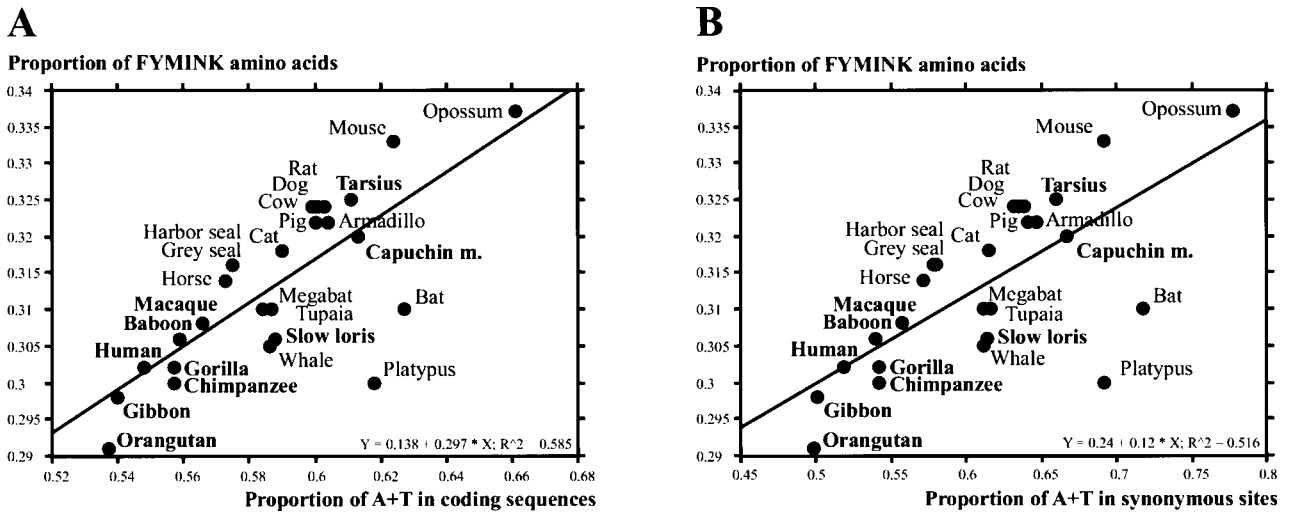 A
Proportion of FYMINK amino acids
0.34
0.335
0.33
0.325
0.32
0.315
0.31
0.305
0.3
0.295
0.29
Opossum
Mouse
Rat
Dog
Cow
Tarsius
Pig
Armadillo
Harbor seal
Grey seal
Cat
Capuchin m.
Horse
Megabat
Bat
Macaque
Tupaia
Baboon
Slow loris
Human
Whale
Gorilla
Platypus
Chimpanzee
Gibbon
Orangutan
Y = 0.138 + 0.297 * X; R^2 = 0.585
0.52 0.54 0.56 0.58 0.6 0.62 0.64 0.66 0.68
Proportion of A+T in coding sequences
B
Proportion of FYMINK amino acids
0.34
0.335
0.33
0.325
0.32
0.315
0.31
0.305
0.3
0.295
0.29
Opossum
Mouse
Rat
Dog
Cow
Tarsius
Pig
Armadillo
Harbor seal
Grey seal
Cat
Capuchin m.
Horse
Megabat
Bat
Macaque
Tupaia
Baboon
Slow loris
Human
Whale
Gorilla
Platypus
Chimpanzee
Gibbon
Orangutan
Y = 0.24 + 0.12 * X; R^2 = 0.516
0.45 0.5 0.55 0.6 0.65 0.7 0.75 0.8
Proportion of A+T in synonymous sites